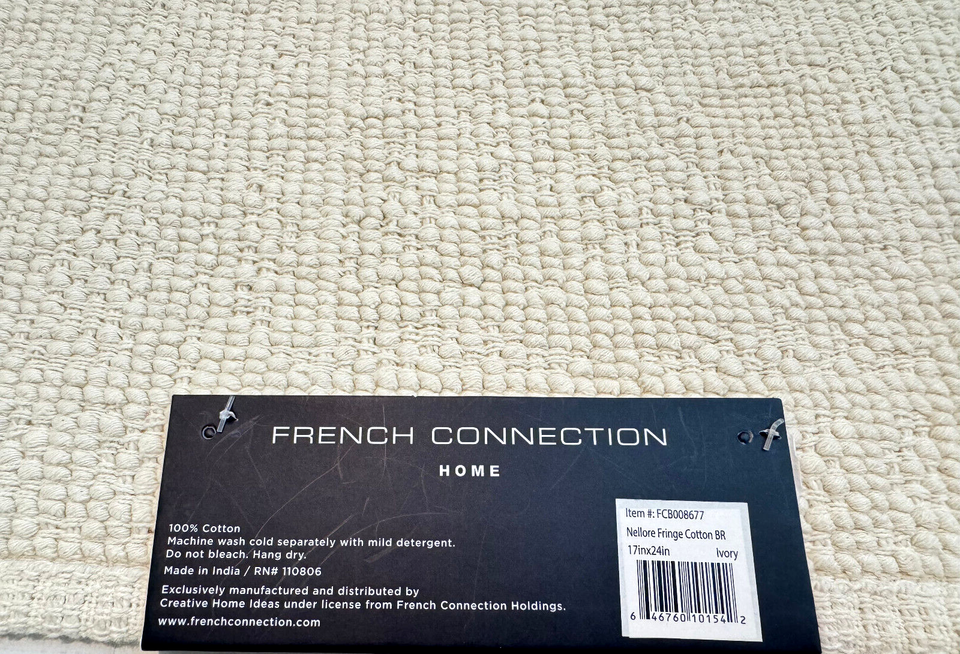 FRENCH CONNECTION
HOME
100% Cotton
Machine wash cold separately with mild detergent.
Do not bleach. Hang dry.
Made in India / RN# 110806
Exclusively manufactured and distributed by
Creative Home Ideas under license from French Connection Holdings.
www.frenchconnection.com
Item #: FCB008677
Nellore Fringe Cotton BR
17inx24in Ivory
6 46760 10154 2